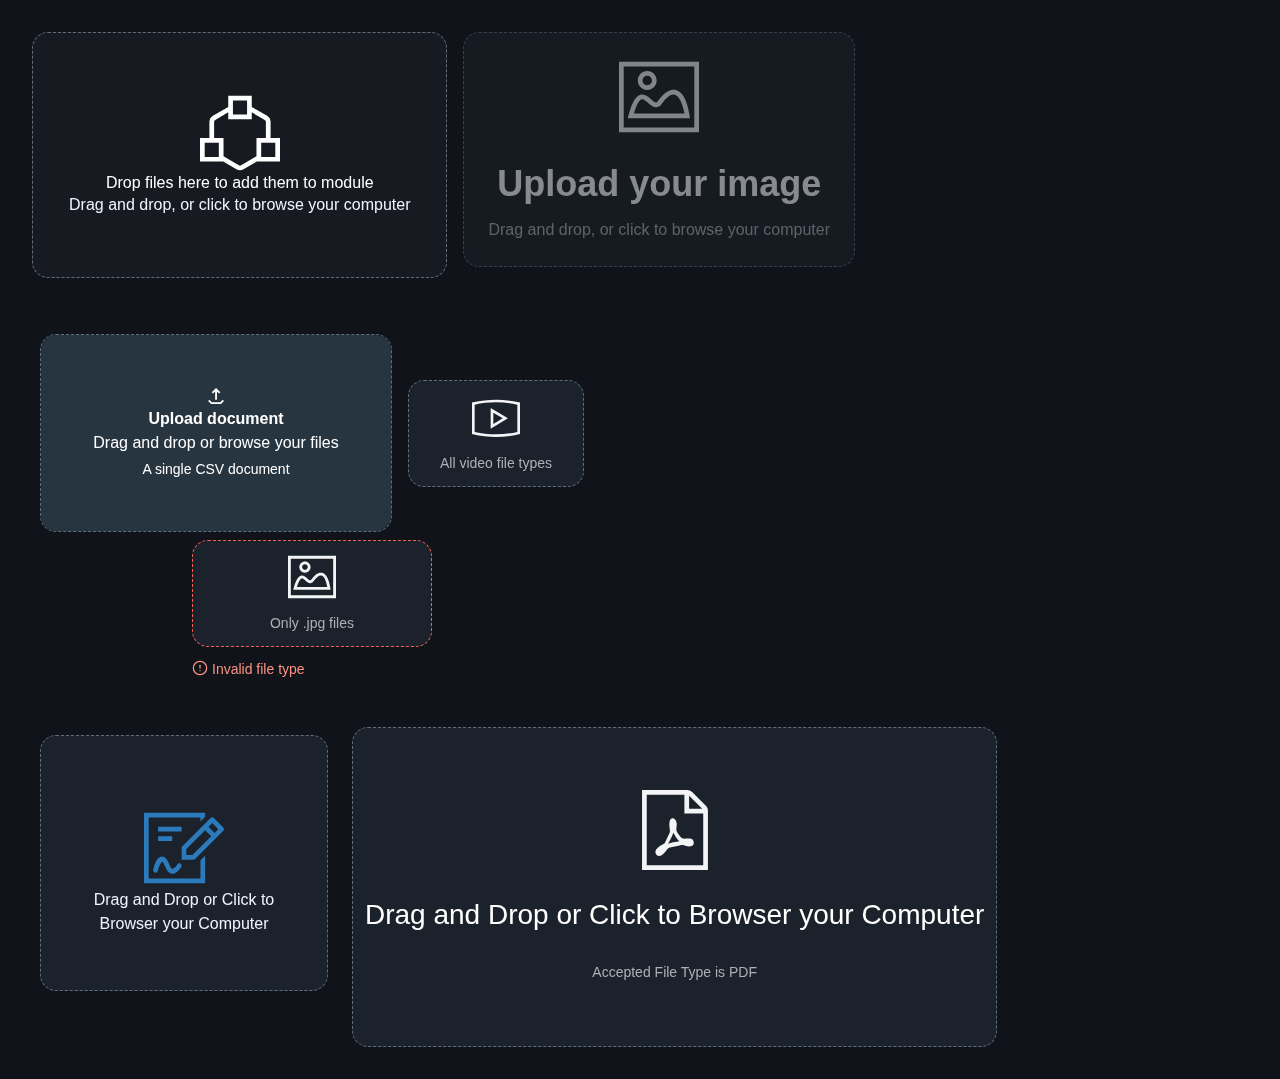 Drop files here to add them to module
Drag and drop, or click to browse your computer
Upload your image
Drag and drop, or click to browse your computer
Upload document
Drag and drop or browse your files
A single CSV document
All video file types
Only .jpg files
Invalid file type
Drag and Drop or Click to
Browser your Computer
Drag and Drop or Click to Browser your Computer
Accepted File Type is PDF